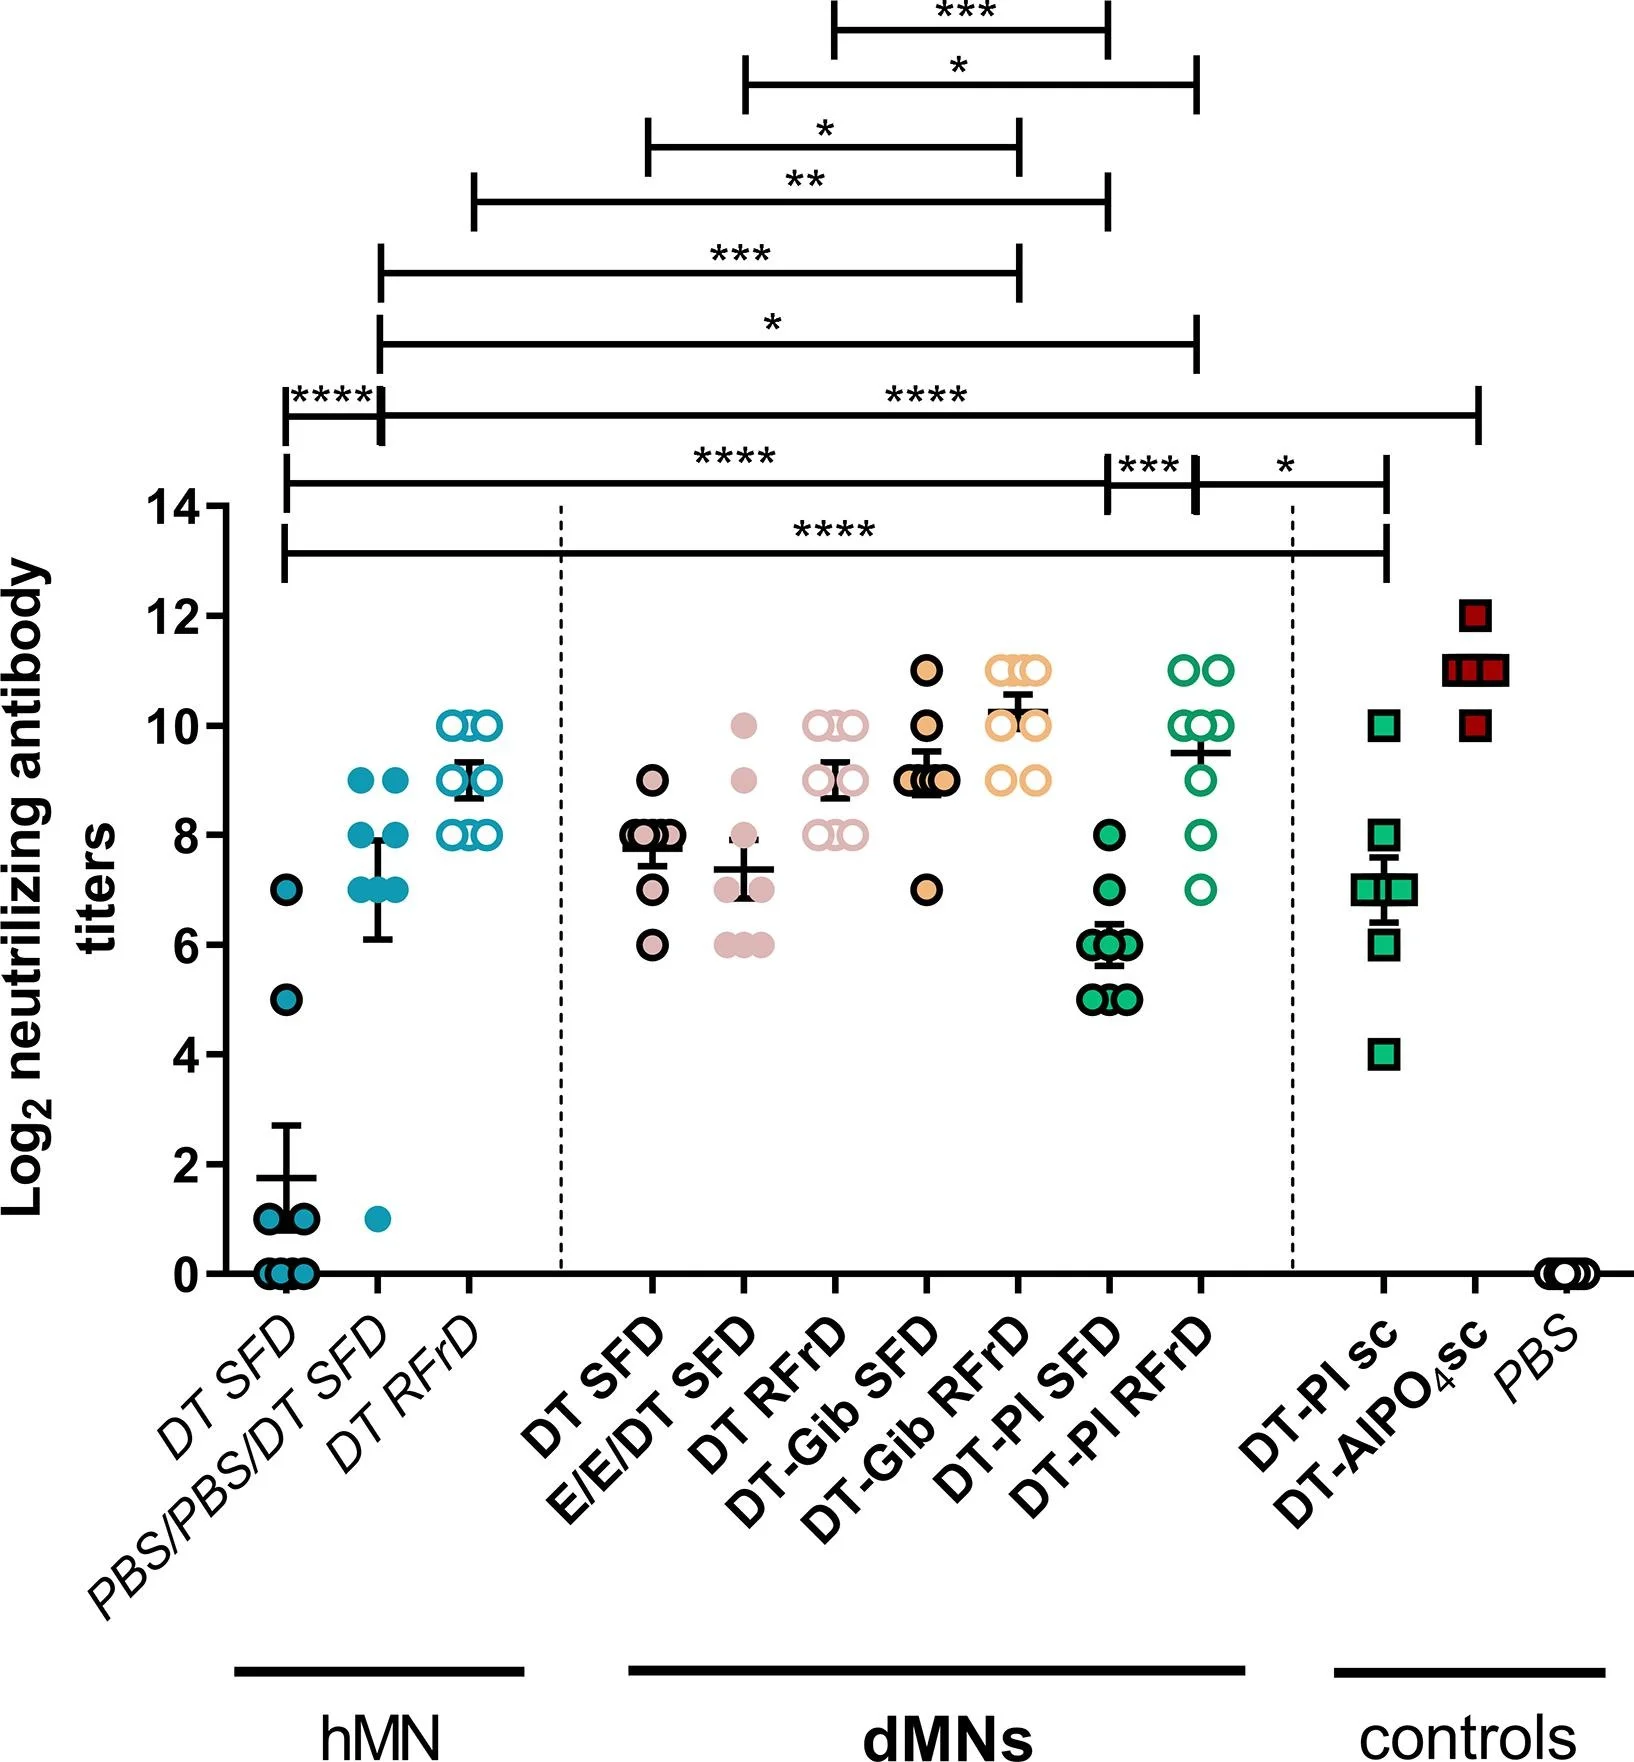 ***
*
*
**
***
*
**** ****
**** *** *
****
Log2 neutrilizing antibody
titers
14
12
10
8
6
4
2
0
DT SFD
PBS/PBS/DT SFD
DT RFrD
DT SFD
E/E/DT SFD
DT RFrD
DT-Gib SFD
DT-Gib RFrD
DT-PI SFD
DT-PI RFrD
DT-PI sc
DT-AlPO4sc
PBS
hMN
dMNs
controls